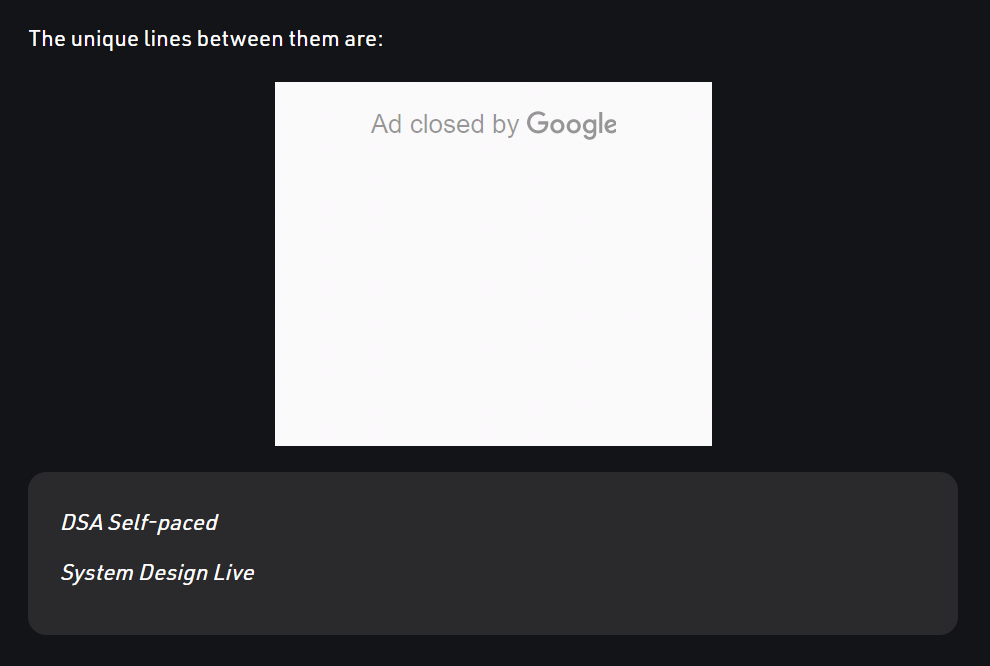 The unique lines between them are:
Ad closed by Google
DSA Self-paced
System Design Live